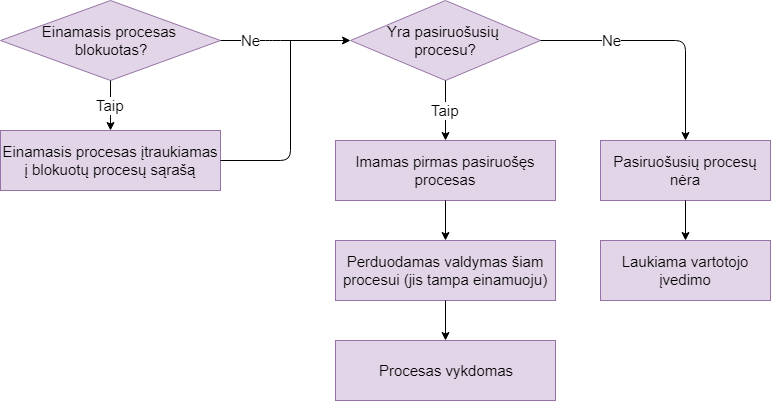 Einamasis procesas
blokuotas?
Ne
Yra pasiruošusių
procesu?
Ne
Taip
Taip
Einamasis procesas įtraukiamas
į blokuotų procesų sąrašą
Imamas pirmas pasiruošęs
procesas
Pasiruošusių procesų
nėra
Perduodamas valdymas šiam
procesui (jis tampa einamuoju)
Laukiama vartotojo
įvedimo
Procesas vykdomas